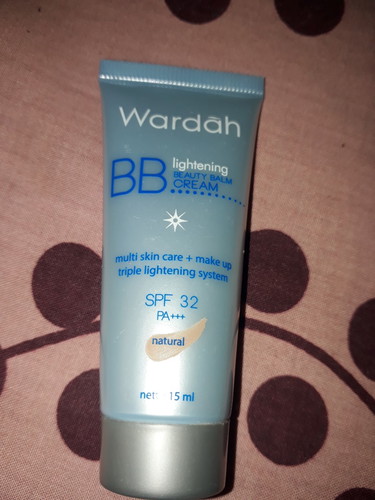 Wardah
BB lightening
BEAUTY BALM
CREAM
multi skin care + make up
triple lightening system
SPF 32
PA+++
natural
nett 15 ml